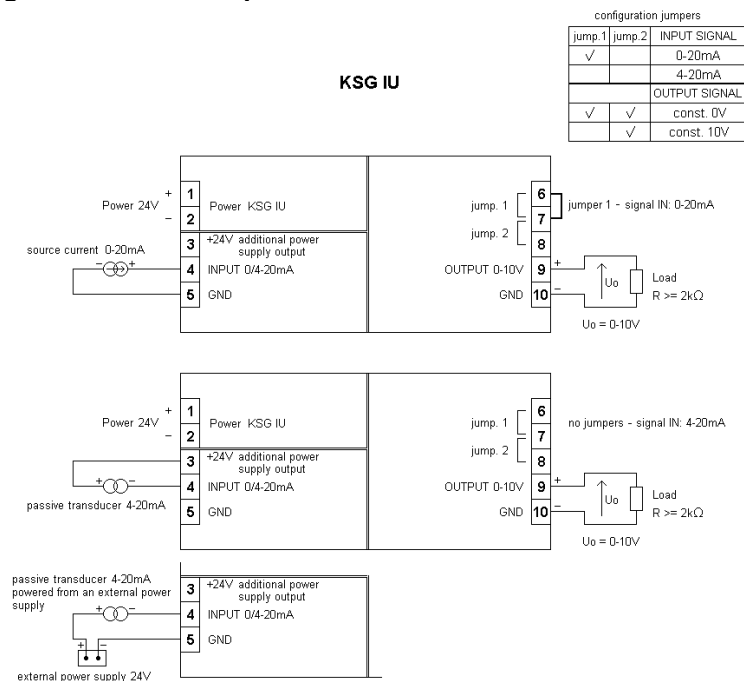 configuration jumpers
jump.1 jump.2 INPUT SIGNAL
√ 0-20mA
4-20mA
OUTPUT SIGNAL
√ √ const. 0V
√ const. 10V
KSG IU
Power 24V + −
1 Power KSG IU
2
3 +24V additional power
supply output
4 INPUT 0/4-20mA
5 GND
source current 0-20mA
− +
jump. 1
jump. 2
6
7
8
OUTPUT 0-10V 9 +
GND 10 −
jumper 1 - signal IN: 0-20mA
Uo
Load
R >= 2kΩ
Uo = 0-10V
Power 24V + −
1 Power KSG IU
2
3 +24V additional power
supply output
4 INPUT 0/4-20mA
5 GND
+ −
passive transducer 4-20mA
jump. 1
jump. 2
6
7
8
OUTPUT 0-10V 9 +
GND 10 −
no jumpers - signal IN: 4-20mA
Uo
Load
R >= 2kΩ
Uo = 0-10V
passive transducer 4-20mA
powered from an external power
supply
+ −
3 +24V additional power
supply output
4 INPUT 0/4-20mA
5 GND
+ −
external power supply 24V